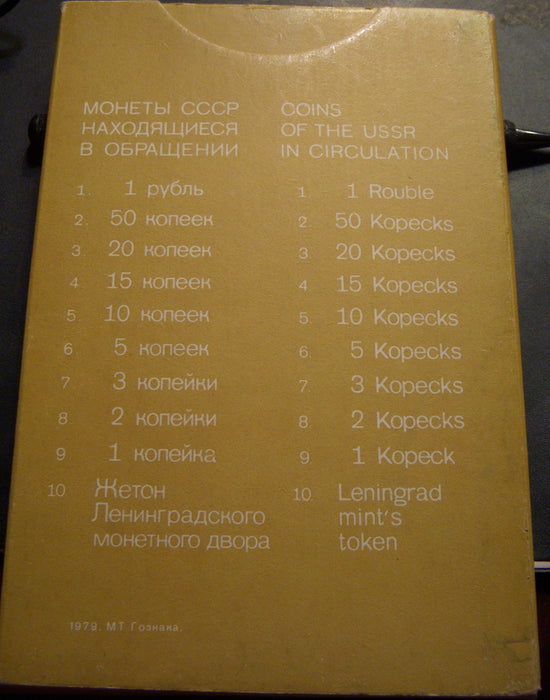 МОНЕТЫ СССР
НАХОДЯЩИЕСЯ
В ОБРАЩЕНИИ
1. 1 рубль
2. 50 копеек
3. 20 копеек
4. 15 копеек
5. 10 копеек
6. 5 копеек
7 3 копейки
8 2 копейки
9 1 копейка
10. Жетон
Ленинградского
монетного двора
COINS
OF THE USSR
IN CIRCULATION
1. 1 Rouble
2. 50 Kopecks
3. 20 Kopecks
4. 15 Kopecks
5. 10 Kopecks
6. 5 Kopecks
7. 3 Kopecks
8. 2 Kopecks
9 1 Kopeck
10. Leningrad
mint's
token
1979. МТ Гознака.